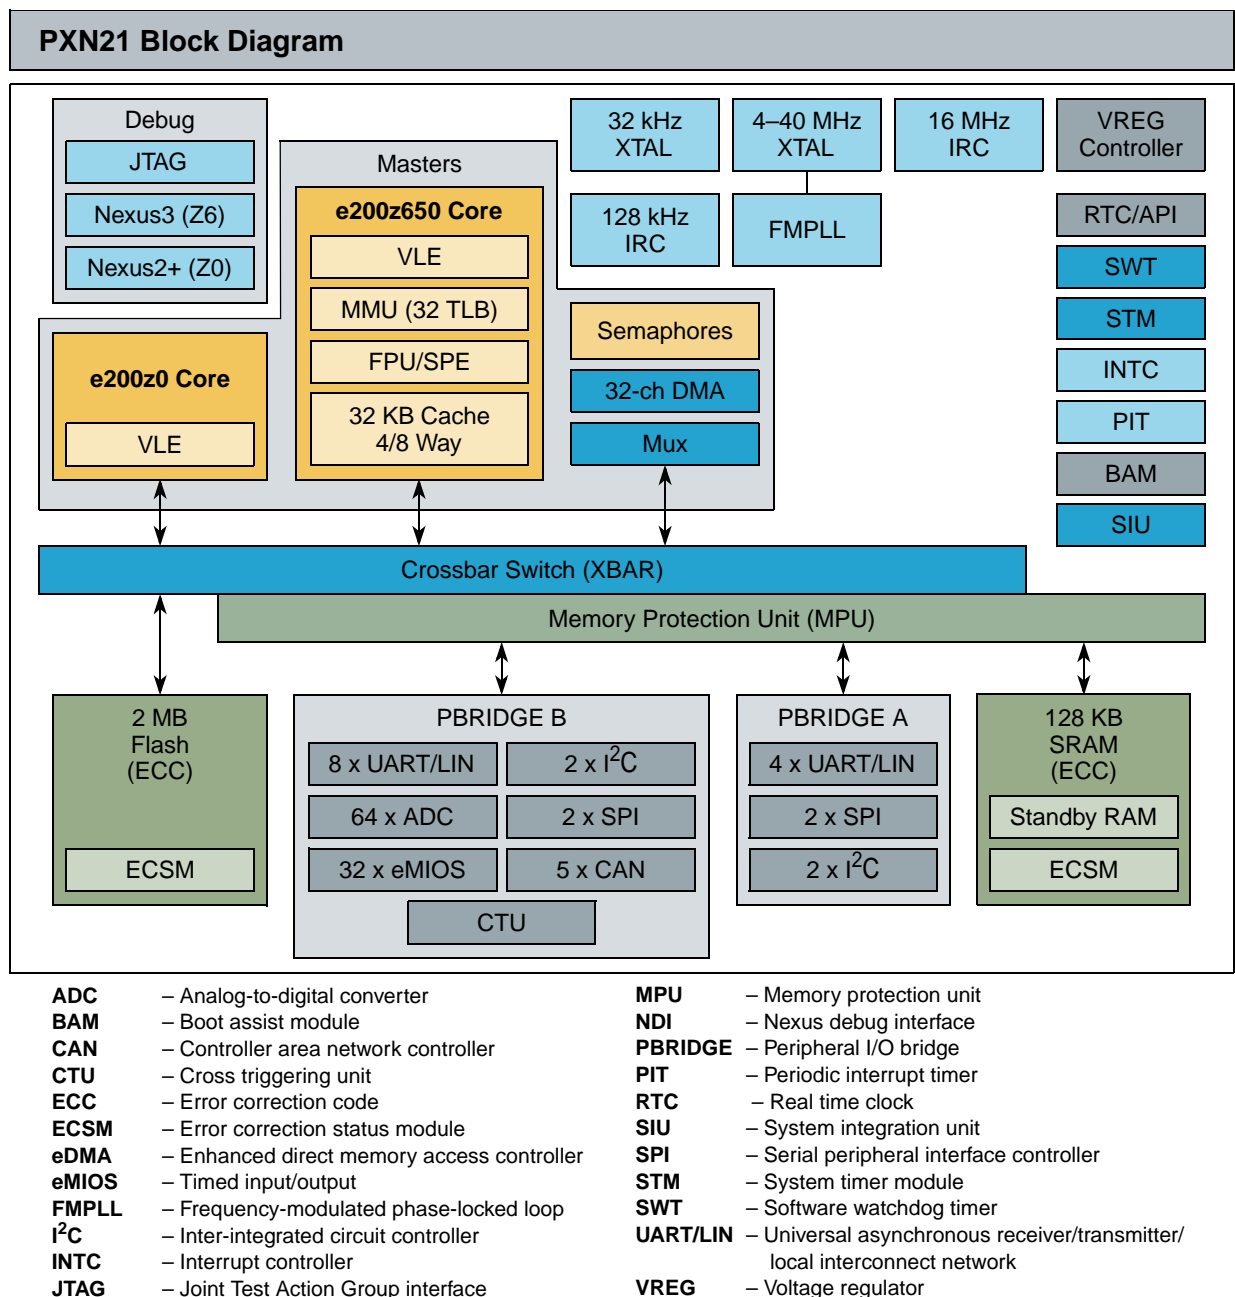 PXN21 Block Diagram
Debug
JTAG
Nexus3 (Z6)
Nexus2+ (Z0)
Masters
e200z650 Core
VLE
MMU (32 TLB)
FPU/SPE
32 KB Cache
4/8 Way
e200z0 Core
VLE
Semaphores
32-ch DMA
Mux
32 kHz
XTAL
4–40 MHz
XTAL
16 MHz
IRC
128 kHz
IRC
FMPLL
VREG
Controller
RTC/API
SWT
STM
INTC
PIT
BAM
SIU
Crossbar Switch (XBAR)
Memory Protection Unit (MPU)
2 MB
Flash
(ECC)
ECSM
PBRIDGE B
8 x UART/LIN
2 x I²C
64 x ADC
2 x SPI
32 x eMIOS
5 x CAN
CTU
PBRIDGE A
4 x UART/LIN
2 x SPI
2 x I²C
128 KB
SRAM
(ECC)
Standby RAM
ECSM
ADC – Analog-to-digital converter
BAM – Boot assist module
CAN – Controller area network controller
CTU – Cross triggering unit
ECC – Error correction code
ECSM – Error correction status module
eDMA – Enhanced direct memory access controller
eMIOS – Timed input/output
FMPLL – Frequency-modulated phase-locked loop
I²C – Inter-integrated circuit controller
INTC – Interrupt controller
JTAG – Joint Test Action Group interface
MPU – Memory protection unit
NDI – Nexus debug interface
PBRIDGE – Peripheral I/O bridge
PIT – Periodic interrupt timer
RTC – Real time clock
SIU – System integration unit
SPI – Serial peripheral interface controller
STM – System timer module
SWT – Software watchdog timer
UART/LIN – Universal asynchronous receiver/transmitter/
local interconnect network
VREG – Voltage regulator